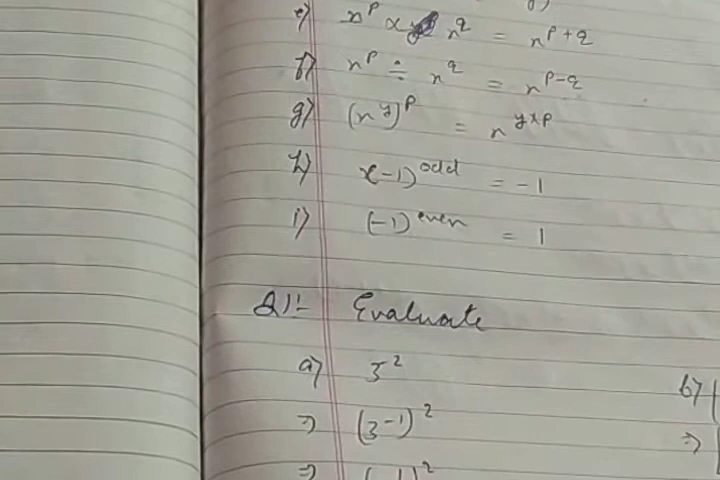 e) x^p × x^q = x^{p+q}
f) x^p ÷ x^q = x^{p-q}
g) (x^y)^p = x^{y×p}
h) (-1)^{odd} = -1
i) (-1)^{even} = 1
Q1:- Evaluate
a) 3^2
b)
⇒ (3^{-1})^2
⇒
⇒